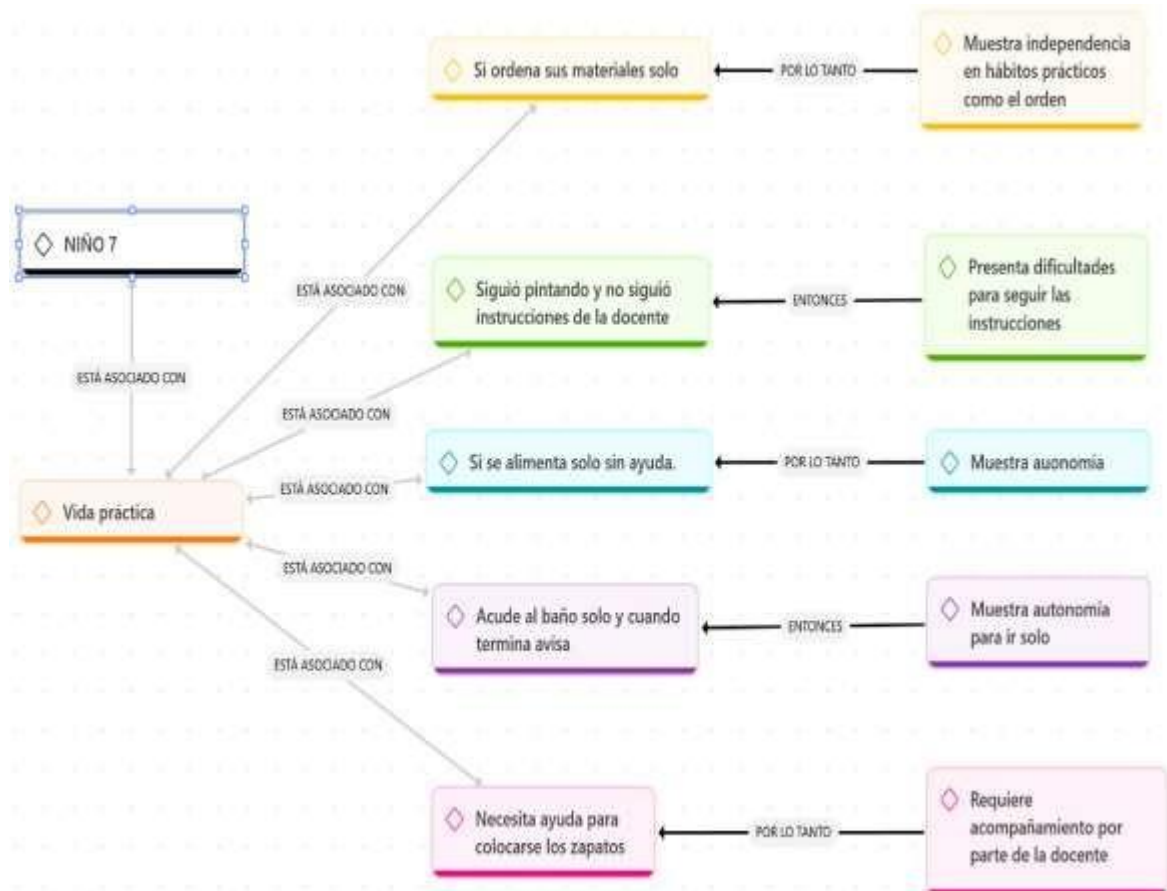 Si ordena sus materiales solo
POR LO TANTO
Muestra independencia
en hábitos prácticos
como el orden
NIÑO 7
ESTÁ ASOCIADO CON
Siguió pintando y no siguió
instrucciones de la docente
ENTONCES
Presenta dificultades
para seguir las
instrucciones
ESTÁ ASOCIADO CON
ESTÁ ASOCIADO CON
Si se alimenta solo sin ayuda.
POR LO TANTO
Muestra auonomía
ESTÁ ASOCIADO CON
Vida práctica
ESTÁ ASOCIADO CON
Acude al baño solo y cuando
termina avisa
ENTONCES
Muestra autonomía
para ir solo
ESTÁ ASOCIADO CON
Necesita ayuda para
colocarse los zapatos
POR LO TANTO
Requiere
acompañamiento por
parte de la docente